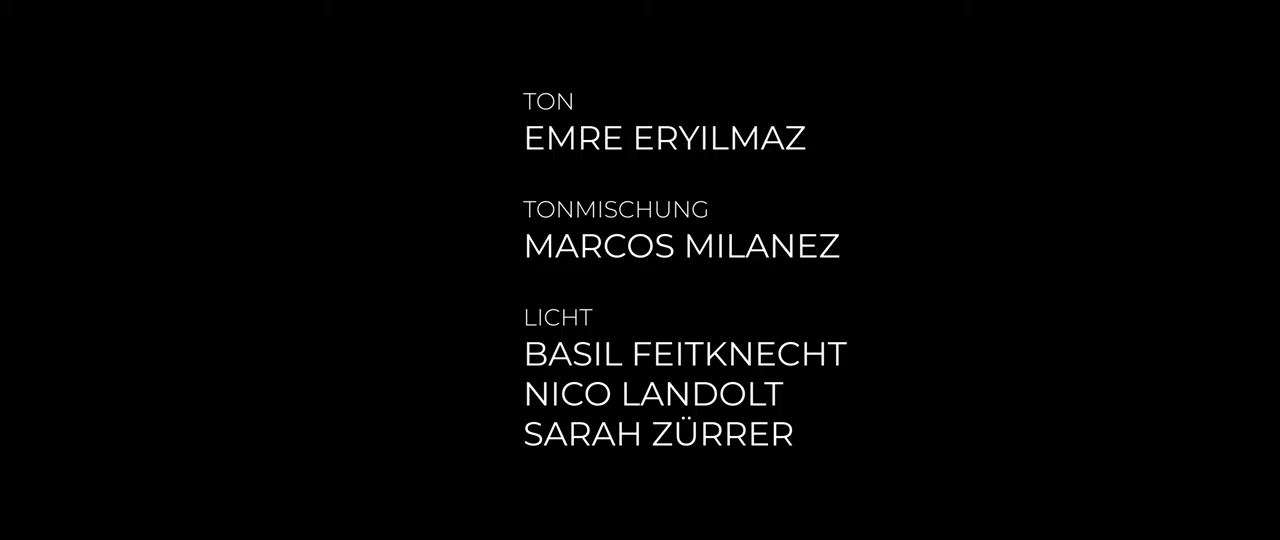 TON
EMRE ERYILMAZ
TONMISCHUNG
MARCOS MILANEZ
LICHT
BASIL FEITKNECHT
NICO LANDOLT
SARAH ZÜRRER